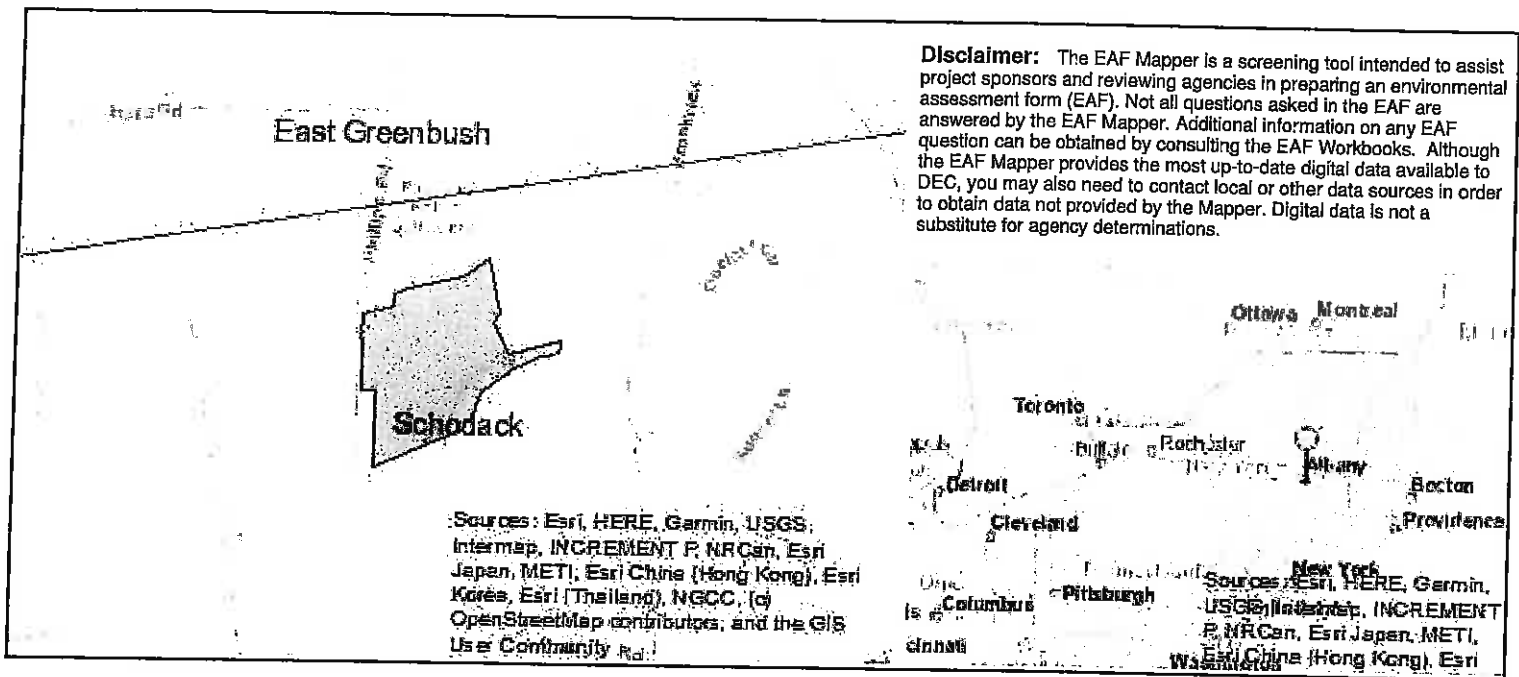 Disclaimer: The EAF Mapper is a screening tool intended to assist
project sponsors and reviewing agencies in preparing an environmental
assessment form (EAF). Not all questions asked in the EAF are
answered by the EAF Mapper. Additional information on any EAF
question can be obtained by consulting the EAF Workbooks. Although
the EAF Mapper provides the most up-to-date digital data available to
DEC, you may also need to contact local or other data sources in order
to obtain data not provided by the Mapper. Digital data is not a
substitute for agency determinations.
East Greenbush
Schodack
Sources: Esri, HERE, Garmin, USGS,
Intermap, INCREMENT P, NRCan, Esri
Japan, METI, Esri China (Hong Kong), Esri
Korea, Esri (Thailand), NGCC, (c)
OpenStreetMap contributors, and the GIS
User Community
Ottawa Montreal
Toronto
Rochester
Albany
Detroit
Boston
Cleveland
Providence
New York
Columbus
Pittsburgh
Sources: Esri, HERE, Garmin,
USGS, Intermap, INCREMENT
P, NRCan, Esri Japan, METI,
Esri China (Hong Kong), Esri
cinnati
Washington